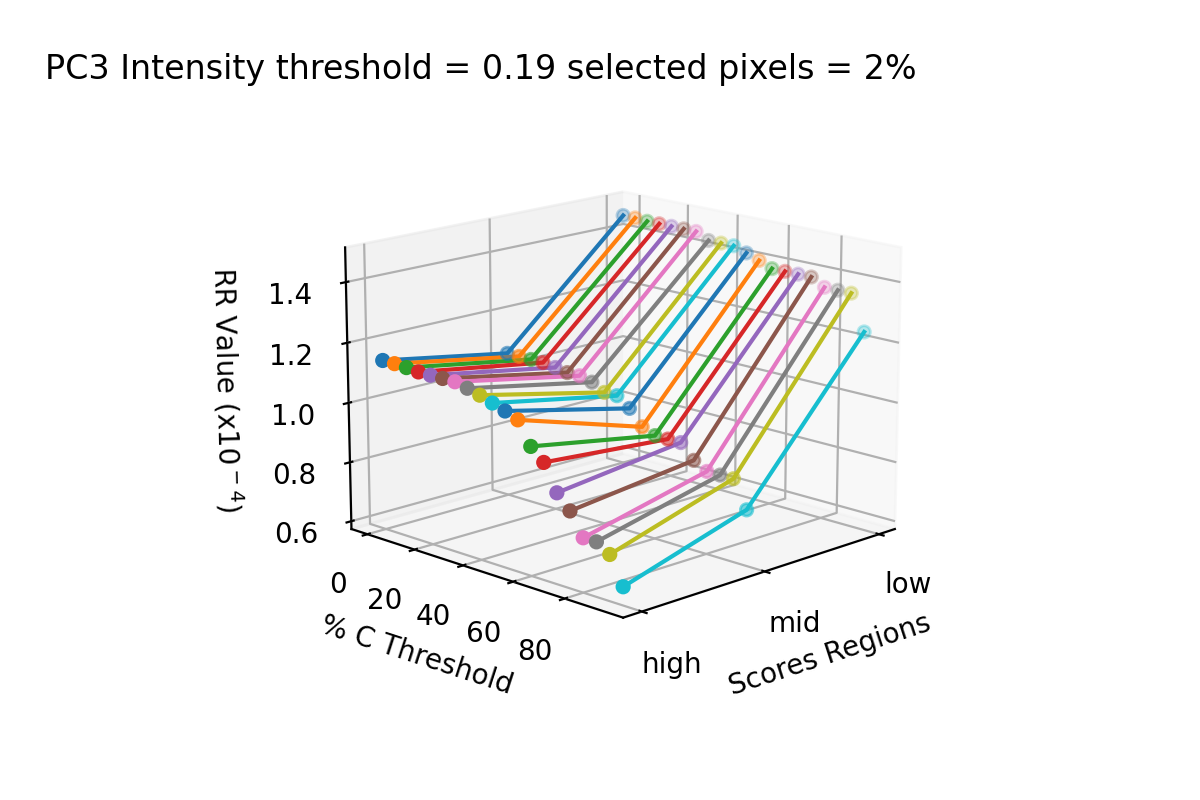 PC3 Intensity threshold = 0.19 selected pixels = 2%
RR Value (x10⁻⁴)
1.4
1.2
1.0
0.8
0.6
0
20
40
60
80
% C Threshold
high
mid
low
Scores Regions